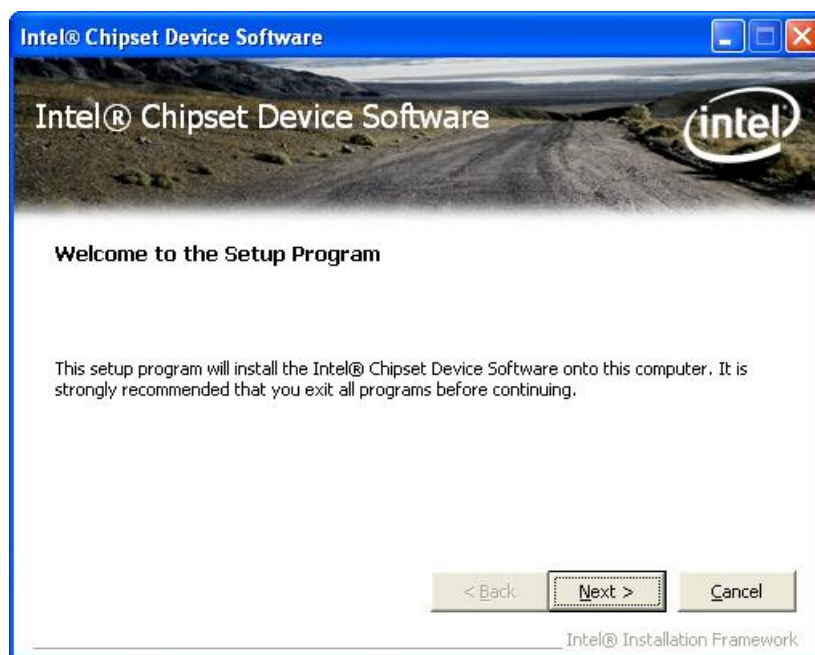 Intel® Chipset Device Software
Intel® Chipset Device Software
intel
Welcome to the Setup Program
This setup program will install the Intel® Chipset Device Software onto this computer. It is
strongly recommended that you exit all programs before continuing.
< Back
Next >
Cancel
Intel® Installation Framework